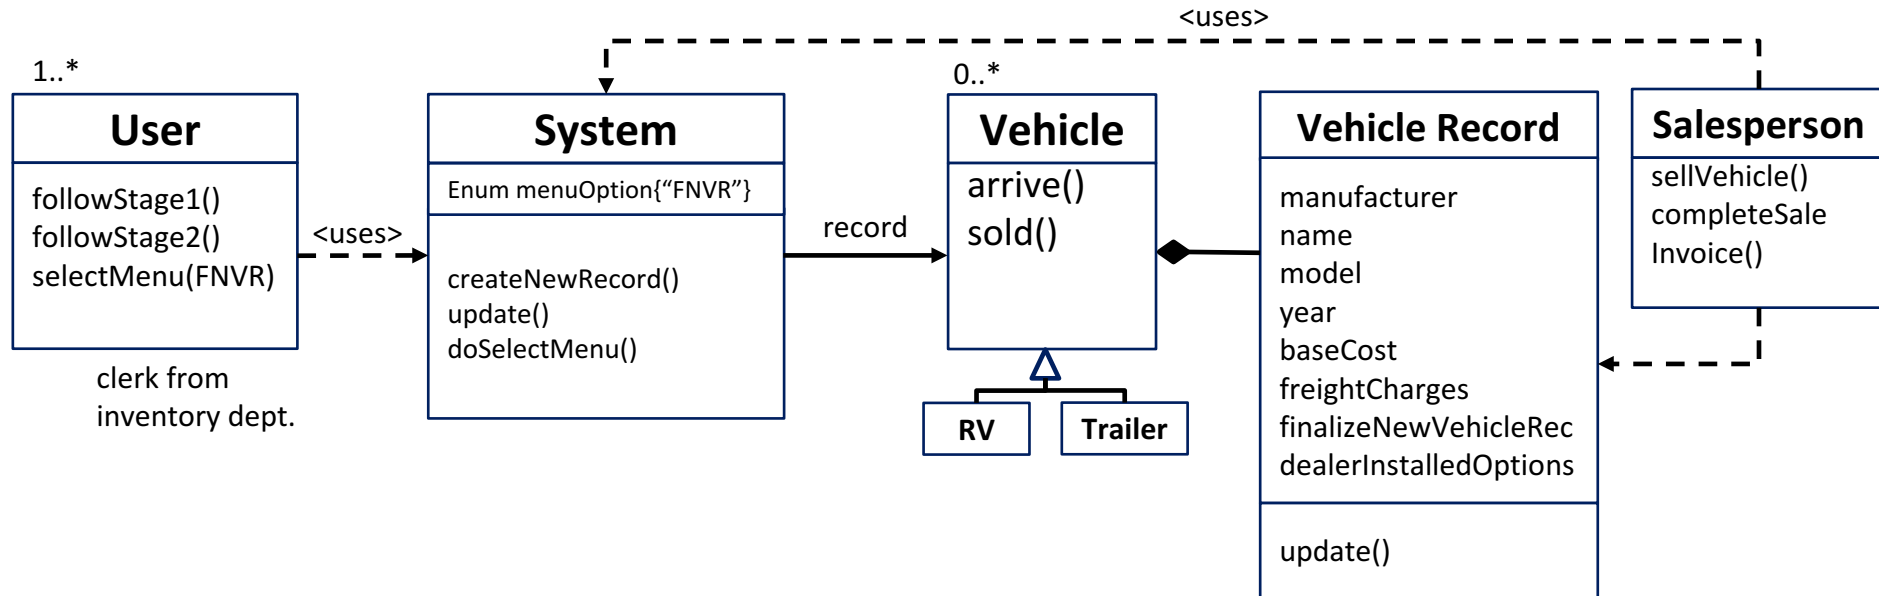 <uses>
1..*
User
followStage1()
followStage2()
selectMenu(FNVR)
clerk from
inventory dept.
<uses>
System
Enum menuOption{“FNVR”}
createNewRecord()
update()
doSelectMenu()
record
0..*
Vehicle
arrive()
sold()
RV
Trailer
Vehicle Record
manufacturer
name
model
year
baseCost
freightCharges
finalizeNewVehicleRec
dealerInstalledOptions
update()
Salesperson
sellVehicle()
completeSale
Invoice()